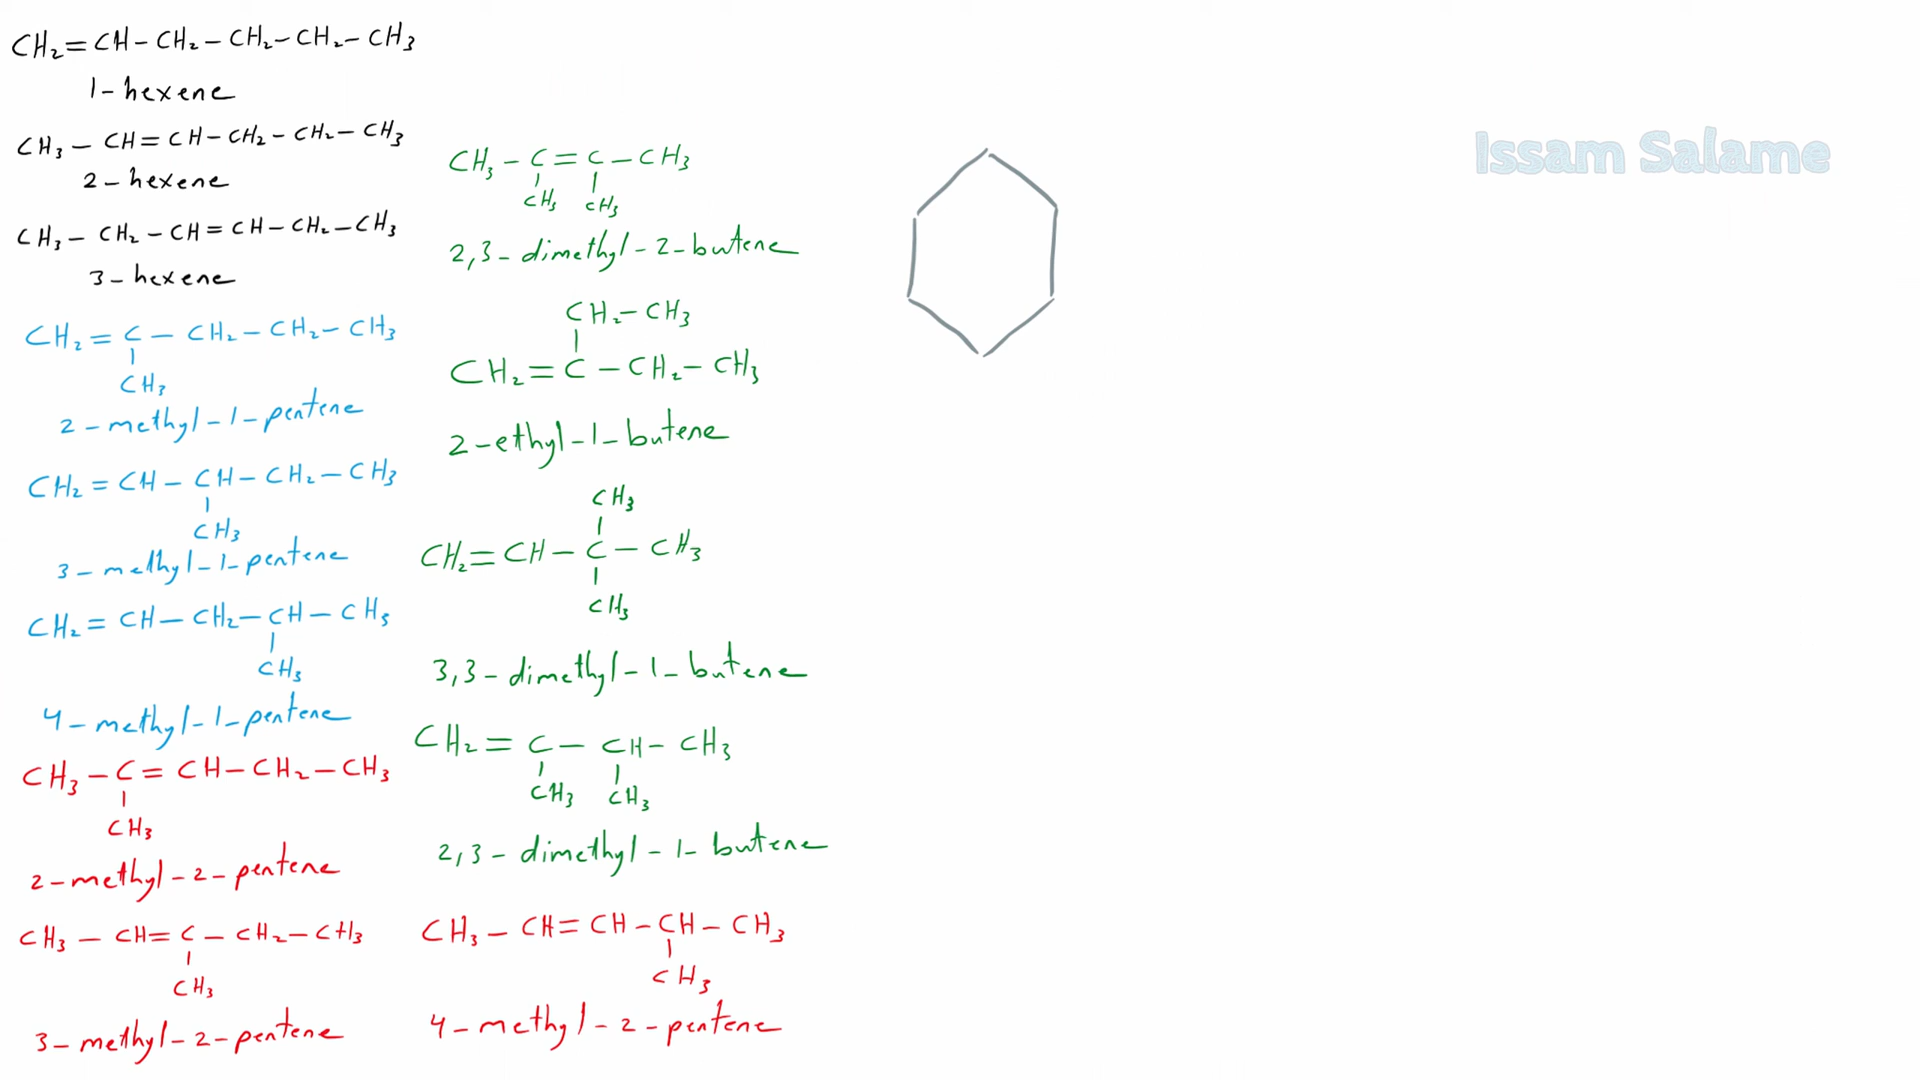 CH₂=CH-CH₂-CH₂-CH₂-CH₃
1-hexene
CH₃-CH=CH-CH₂-CH₂-CH₃
2-hexene
CH₃-CH₂-CH=CH-CH₂-CH₃
3-hexene
CH₂=C-CH₂-CH₂-CH₃
CH₃
2-methyl-1-pentene
CH₂=CH-CH-CH₂-CH₃
CH₃
3-methyl-1-pentene
CH₂=CH-CH₂-CH-CH₃
CH₃
4-methyl-1-pentene
CH₃-C=CH-CH₂-CH₃
CH₃
2-methyl-2-pentene
CH₃-CH=C-CH₂-CH₃
CH₃
3-methyl-2-pentene
CH₃-C=C-CH₃
CH₃ CH₃
2,3-dimethyl-2-butene
CH₂-CH₃
CH₂=C-CH₂-CH₃
2-ethyl-1-butene
CH₃
CH₂=CH-C-CH₃
CH₃
3,3-dimethyl-1-butene
CH₂=C-CH-CH₃
CH₃ CH₃
2,3-dimethyl-1-butene
CH₃-CH=CH-CH-CH₃
CH₃
4-methyl-2-pentene
Issam Salame